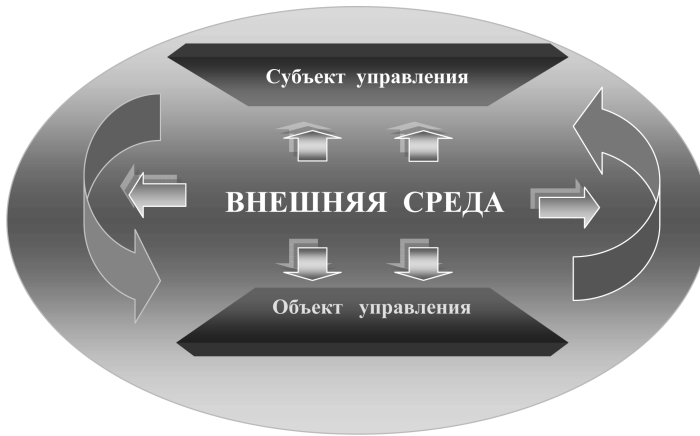 Субъект управления
ВНЕШНЯЯ СРЕДА
Объект управления